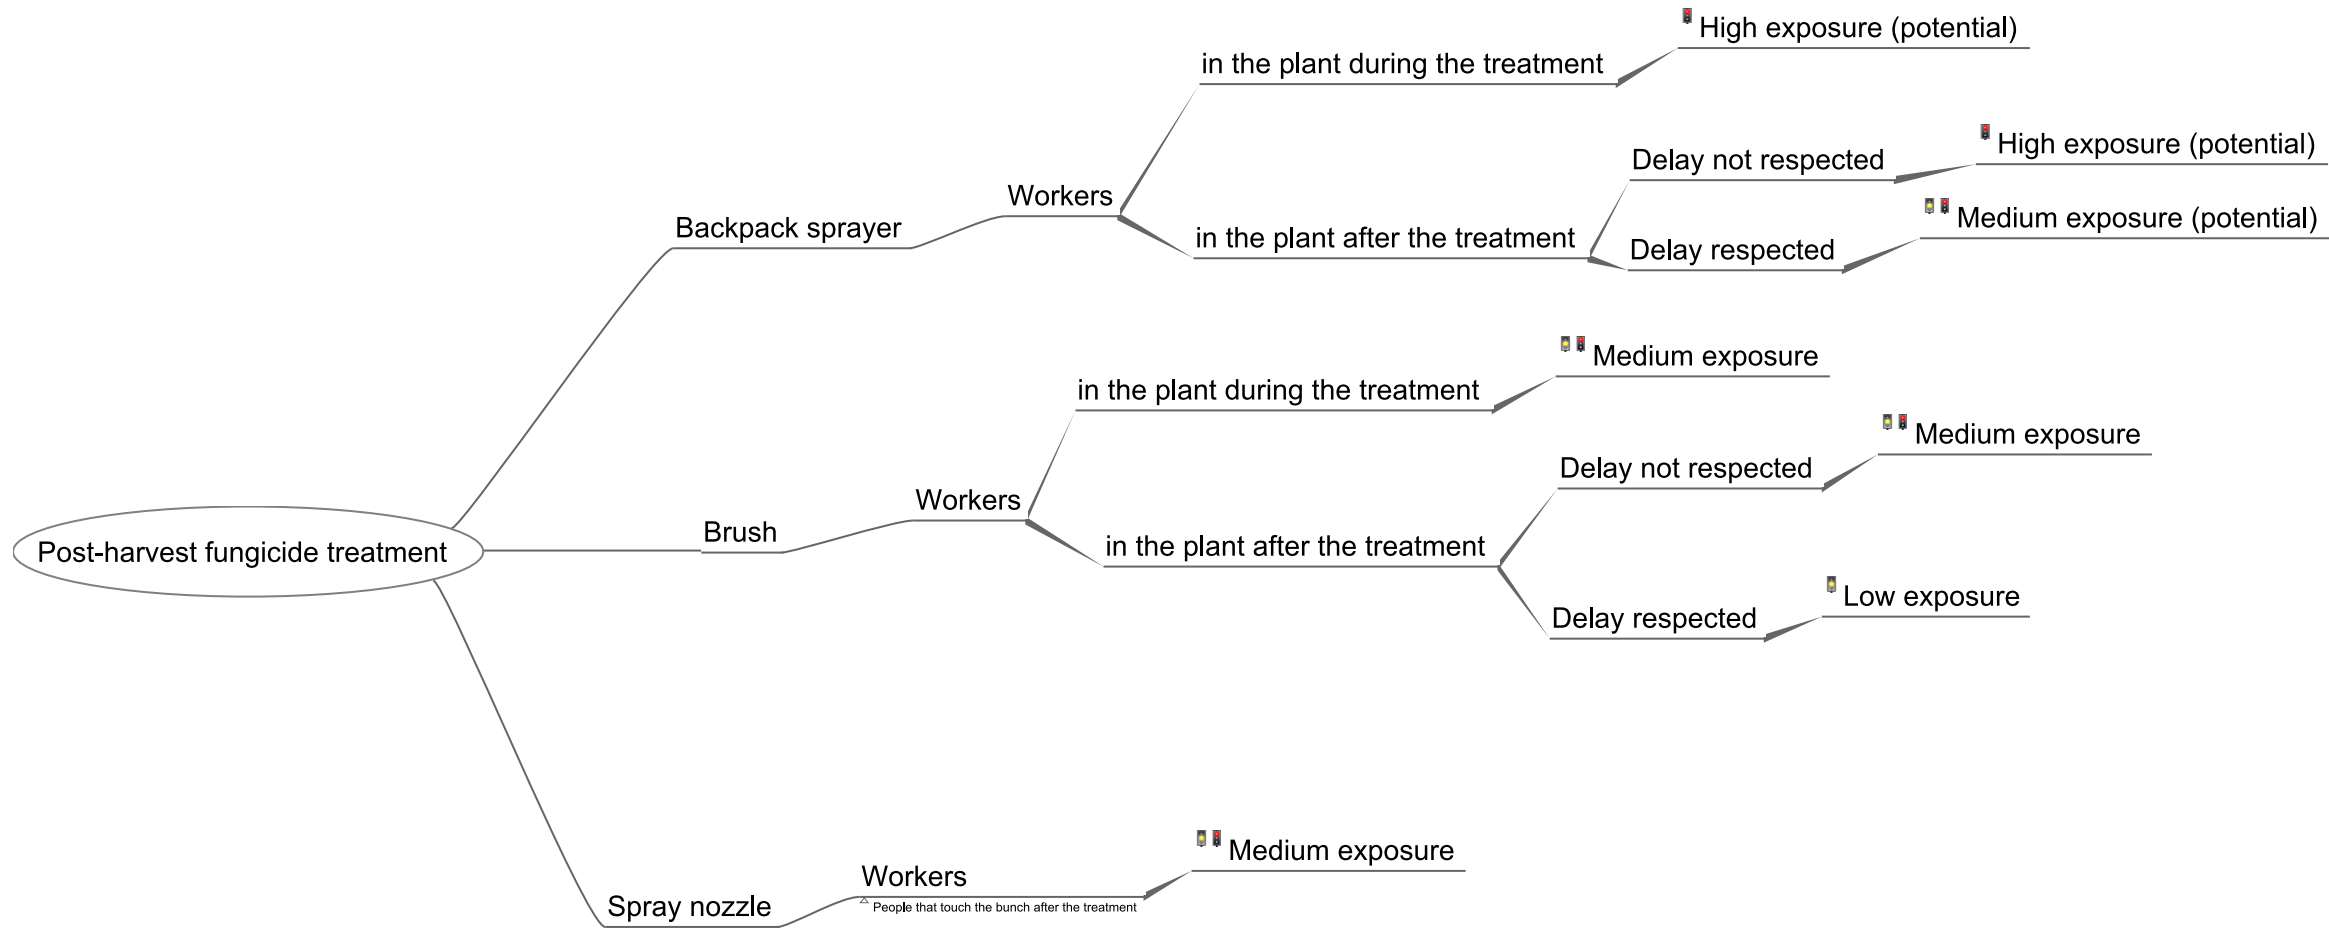 Post-harvest fungicide treatment
Backpack sprayer
Workers
in the plant during the treatment
High exposure (potential)
in the plant after the treatment
Delay not respected
High exposure (potential)
Delay respected
Medium exposure (potential)
Brush
Workers
in the plant during the treatment
Medium exposure
in the plant after the treatment
Delay not respected
Medium exposure
Delay respected
Low exposure
Spray nozzle
Workers
People that touch the bunch after the treatment
Medium exposure